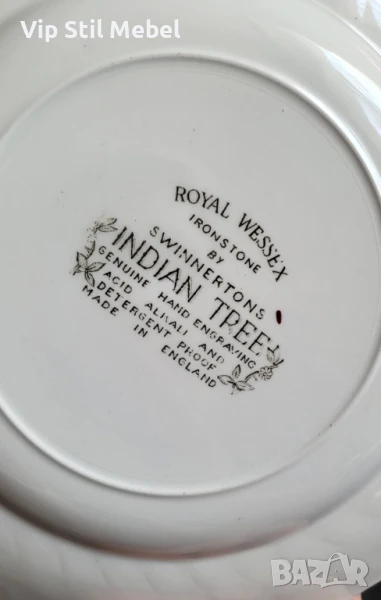 Vip Stil Mebel
ROYAL WESSEX
IRONSTONE
BY
SWINNERTONS
INDIAN TREE
GENUINE HAND ENGRAVING
ACID ALKALI AND
DETERGENT PROOF
MADE IN ENGLAND
BAZAR